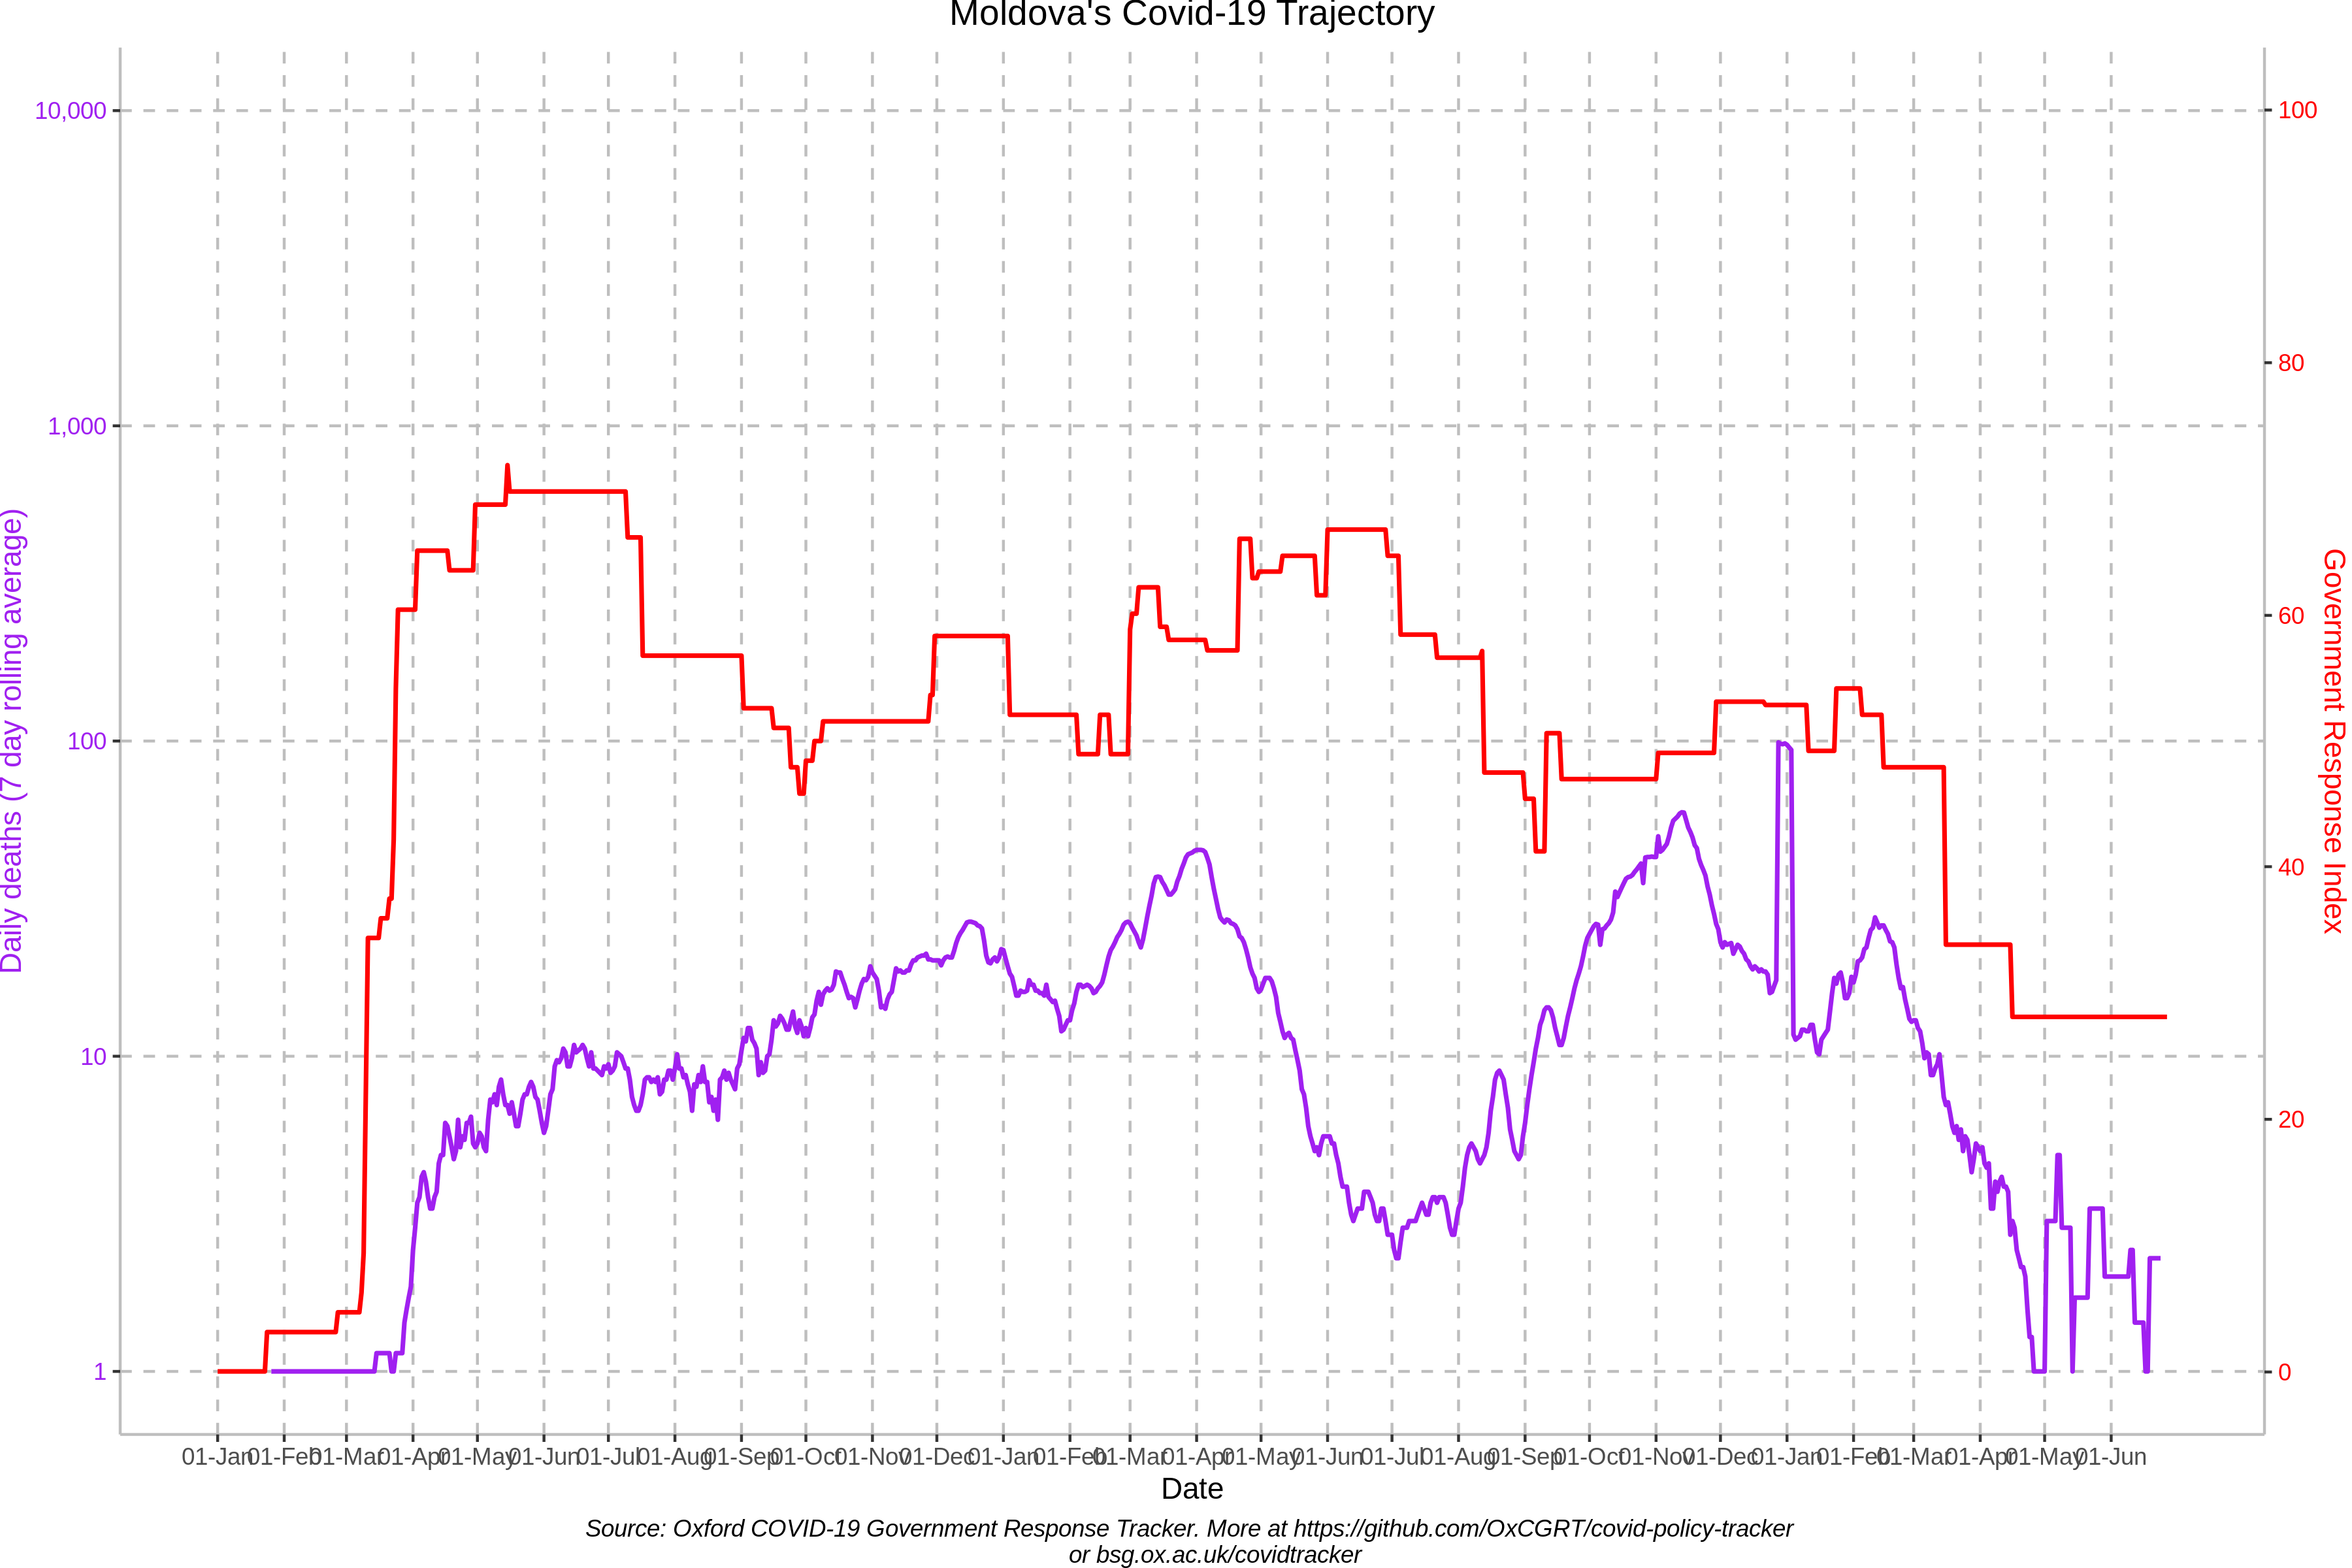 Moldova's Covid-19 Trajectory
10,000
1,000
100
10
1
Daily deaths (7 day rolling average)
100
80
60
40
20
0
Government Response Index
01-Jan 01-Feb 01-Mar 01-Apr 01-May 01-Jun 01-Jul 01-Aug 01-Sep 01-Oct 01-Nov 01-Dec 01-Jan 01-Feb 01-Mar 01-Apr 01-May 01-Jun 01-Jul 01-Aug 01-Sep 01-Oct 01-Nov 01-Dec 01-Jan 01-Feb 01-Mar 01-Apr 01-May 01-Jun
Date
Source: Oxford COVID-19 Government Response Tracker. More at https://github.com/OxCGRT/covid-policy-tracker
or bsg.ox.ac.uk/covidtracker